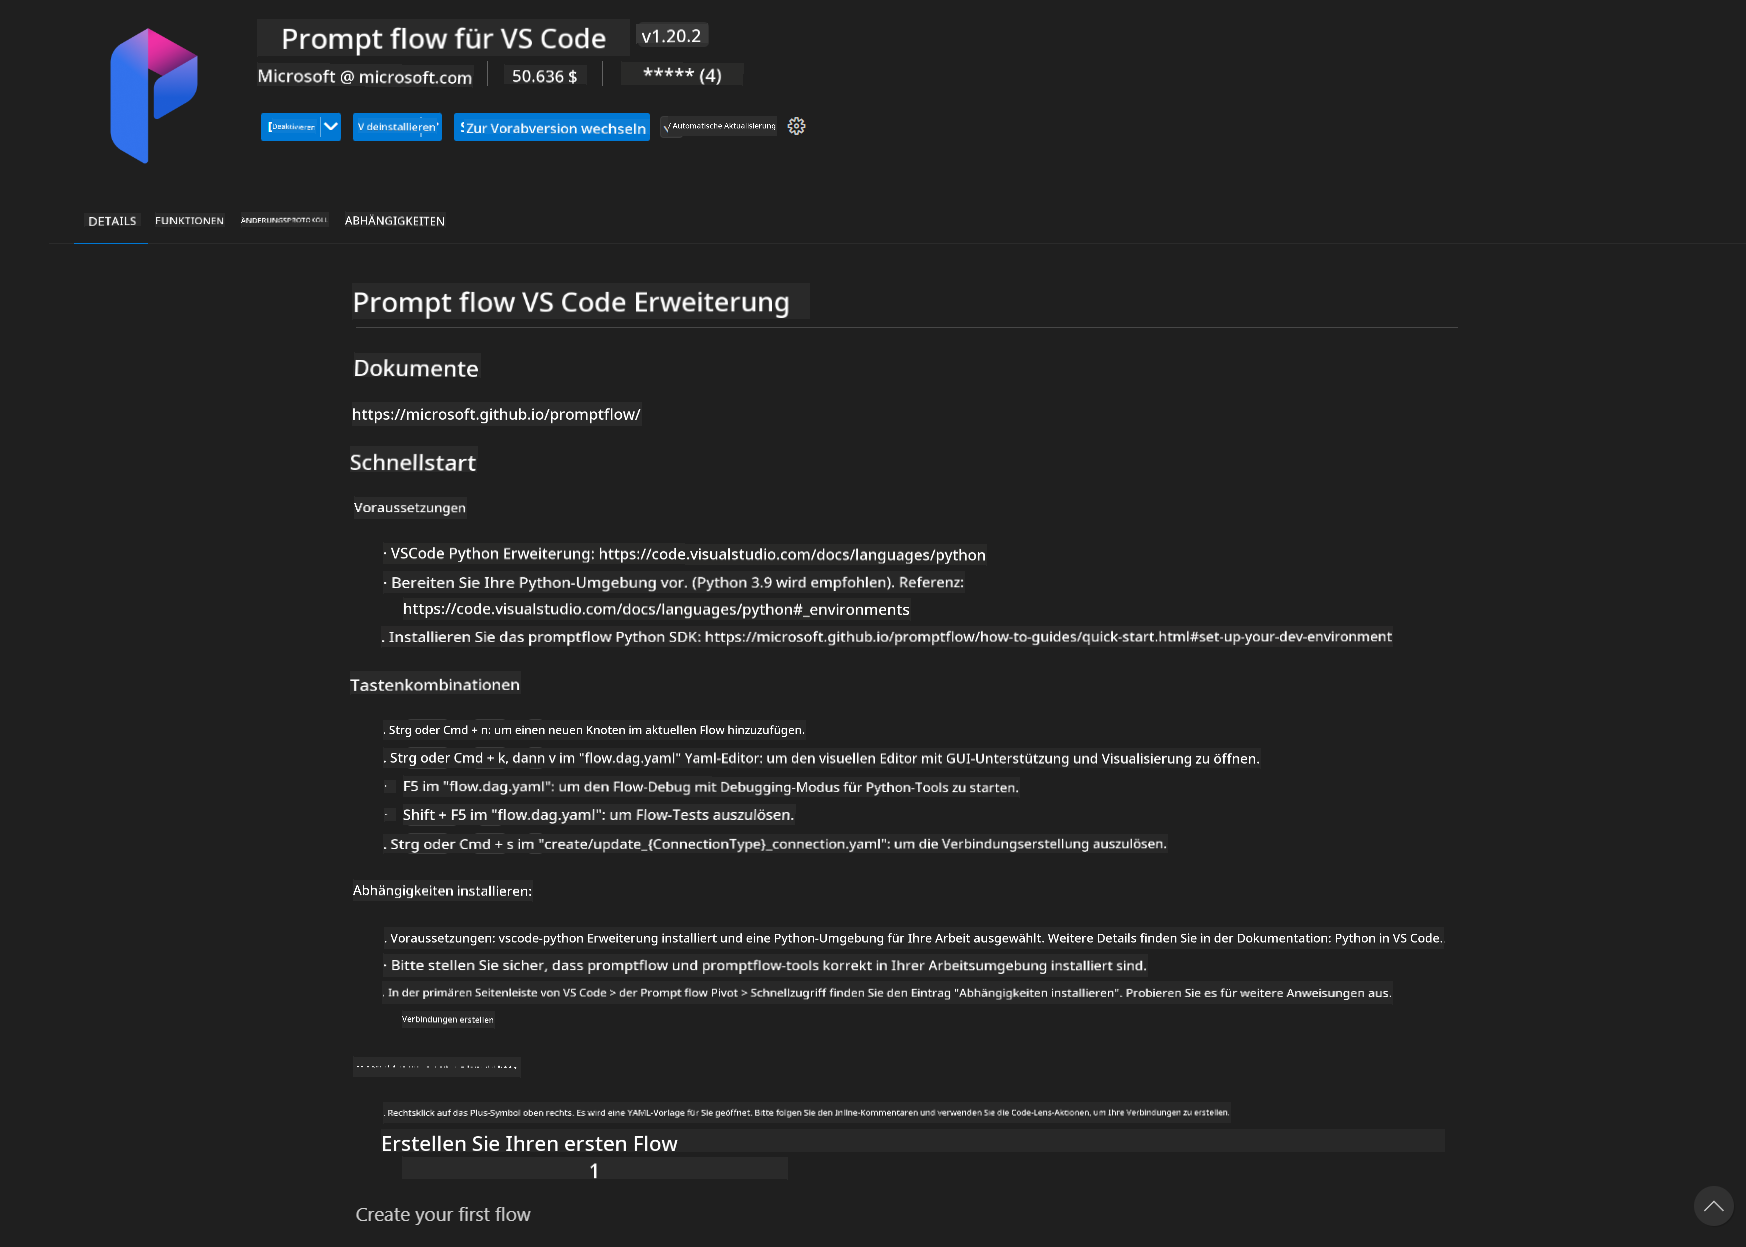 Prompt flow für VS Code v1.20.2
Microsoft @ microsoft.com 50.636 $ ***** (4)
Deaktivieren V deinstallieren Zur Vorabversion wechseln √ Automatische Aktualisierung
DETAILS FUNKTIONEN ÄNDERUNGSPROTOKOLL ABHÄNGIGKEITEN
Prompt flow VS Code Erweiterung
Dokumente
https://microsoft.github.io/promptflow/
Schnellstart
Voraussetzungen
· VSCode Python Erweiterung: https://code.visualstudio.com/docs/languages/python
· Bereiten Sie Ihre Python-Umgebung vor. (Python 3.9 wird empfohlen). Referenz:
https://code.visualstudio.com/docs/languages/python#_environments
. Installieren Sie das promptflow Python SDK: https://microsoft.github.io/promptflow/how-to-guides/quick-start.html#set-up-your-dev-environment
Tastenkombinationen
. Strg oder Cmd + n: um einen neuen Knoten im aktuellen Flow hinzuzufügen.
. Strg oder Cmd + k, dann v im "flow.dag.yaml" Yaml-Editor: um den visuellen Editor mit GUI-Unterstützung und Visualisierung zu öffnen.
· F5 im "flow.dag.yaml": um den Flow-Debug mit Debugging-Modus für Python-Tools zu starten.
· Shift + F5 im "flow.dag.yaml": um Flow-Tests auszulösen.
. Strg oder Cmd + s im "create/update_{ConnectionType}_connection.yaml": um die Verbindungserstellung auszulösen.
Abhängigkeiten installieren:
. Voraussetzungen: vscode-python Erweiterung installiert und eine Python-Umgebung für Ihre Arbeit ausgewählt. Weitere Details finden Sie in der Dokumentation: Python in VS Code.
· Bitte stellen Sie sicher, dass promptflow und promptflow-tools korrekt in Ihrer Arbeitsumgebung installiert sind.
. In der primären Seitenleiste von VS Code > der Prompt flow Pivot > Schnellzugriff finden Sie den Eintrag "Abhängigkeiten installieren". Probieren Sie es für weitere Anweisungen aus.
Verbindungen erstellen
. Rechtsklick auf das Plus-Symbol oben rechts. Es wird eine YAML-Vorlage für Sie geöffnet. Bitte folgen Sie den Inline-Kommentaren und verwenden Sie die Code-Lens-Aktionen, um Ihre Verbindungen zu erstellen.
Erstellen Sie Ihren ersten Flow
1
Create your first flow